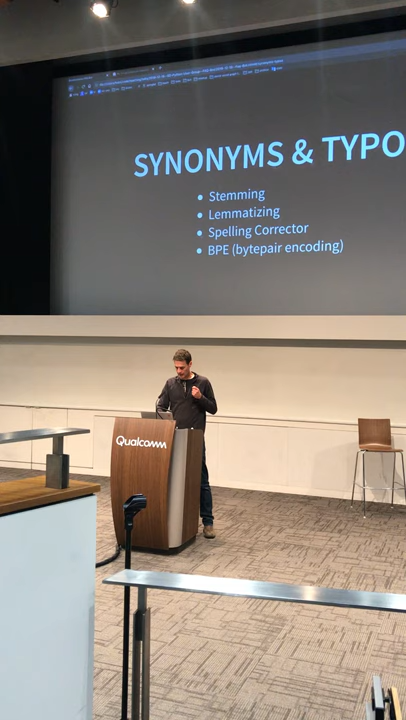 SYNONYMS & TYPO
Stemming
Lemmatizing
Spelling Corrector
BPE (bytepair encoding)
Qualcomm